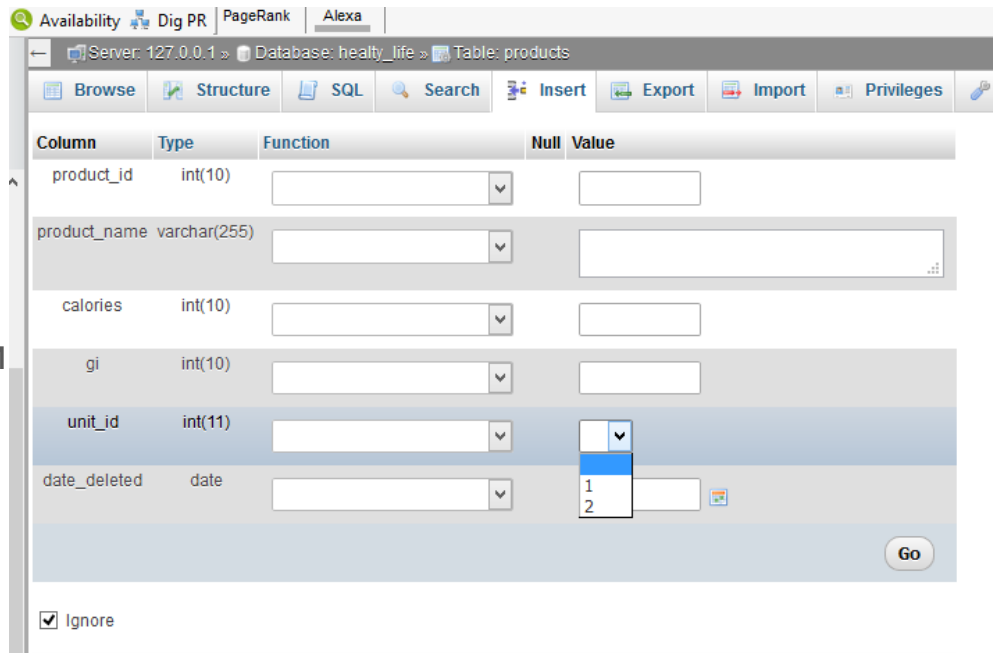 Availability Dig PR PageRank Alexa
← Server: 127.0.0.1 » Database: healty_life » Table: products
Browse Structure SQL Search Insert Export Import Privileges
Column Type Function Null Value
product_id int(10)
product_name varchar(255)
calories int(10)
gi int(10)
unit_id int(11)
date_deleted date
1
2
Go
Ignore